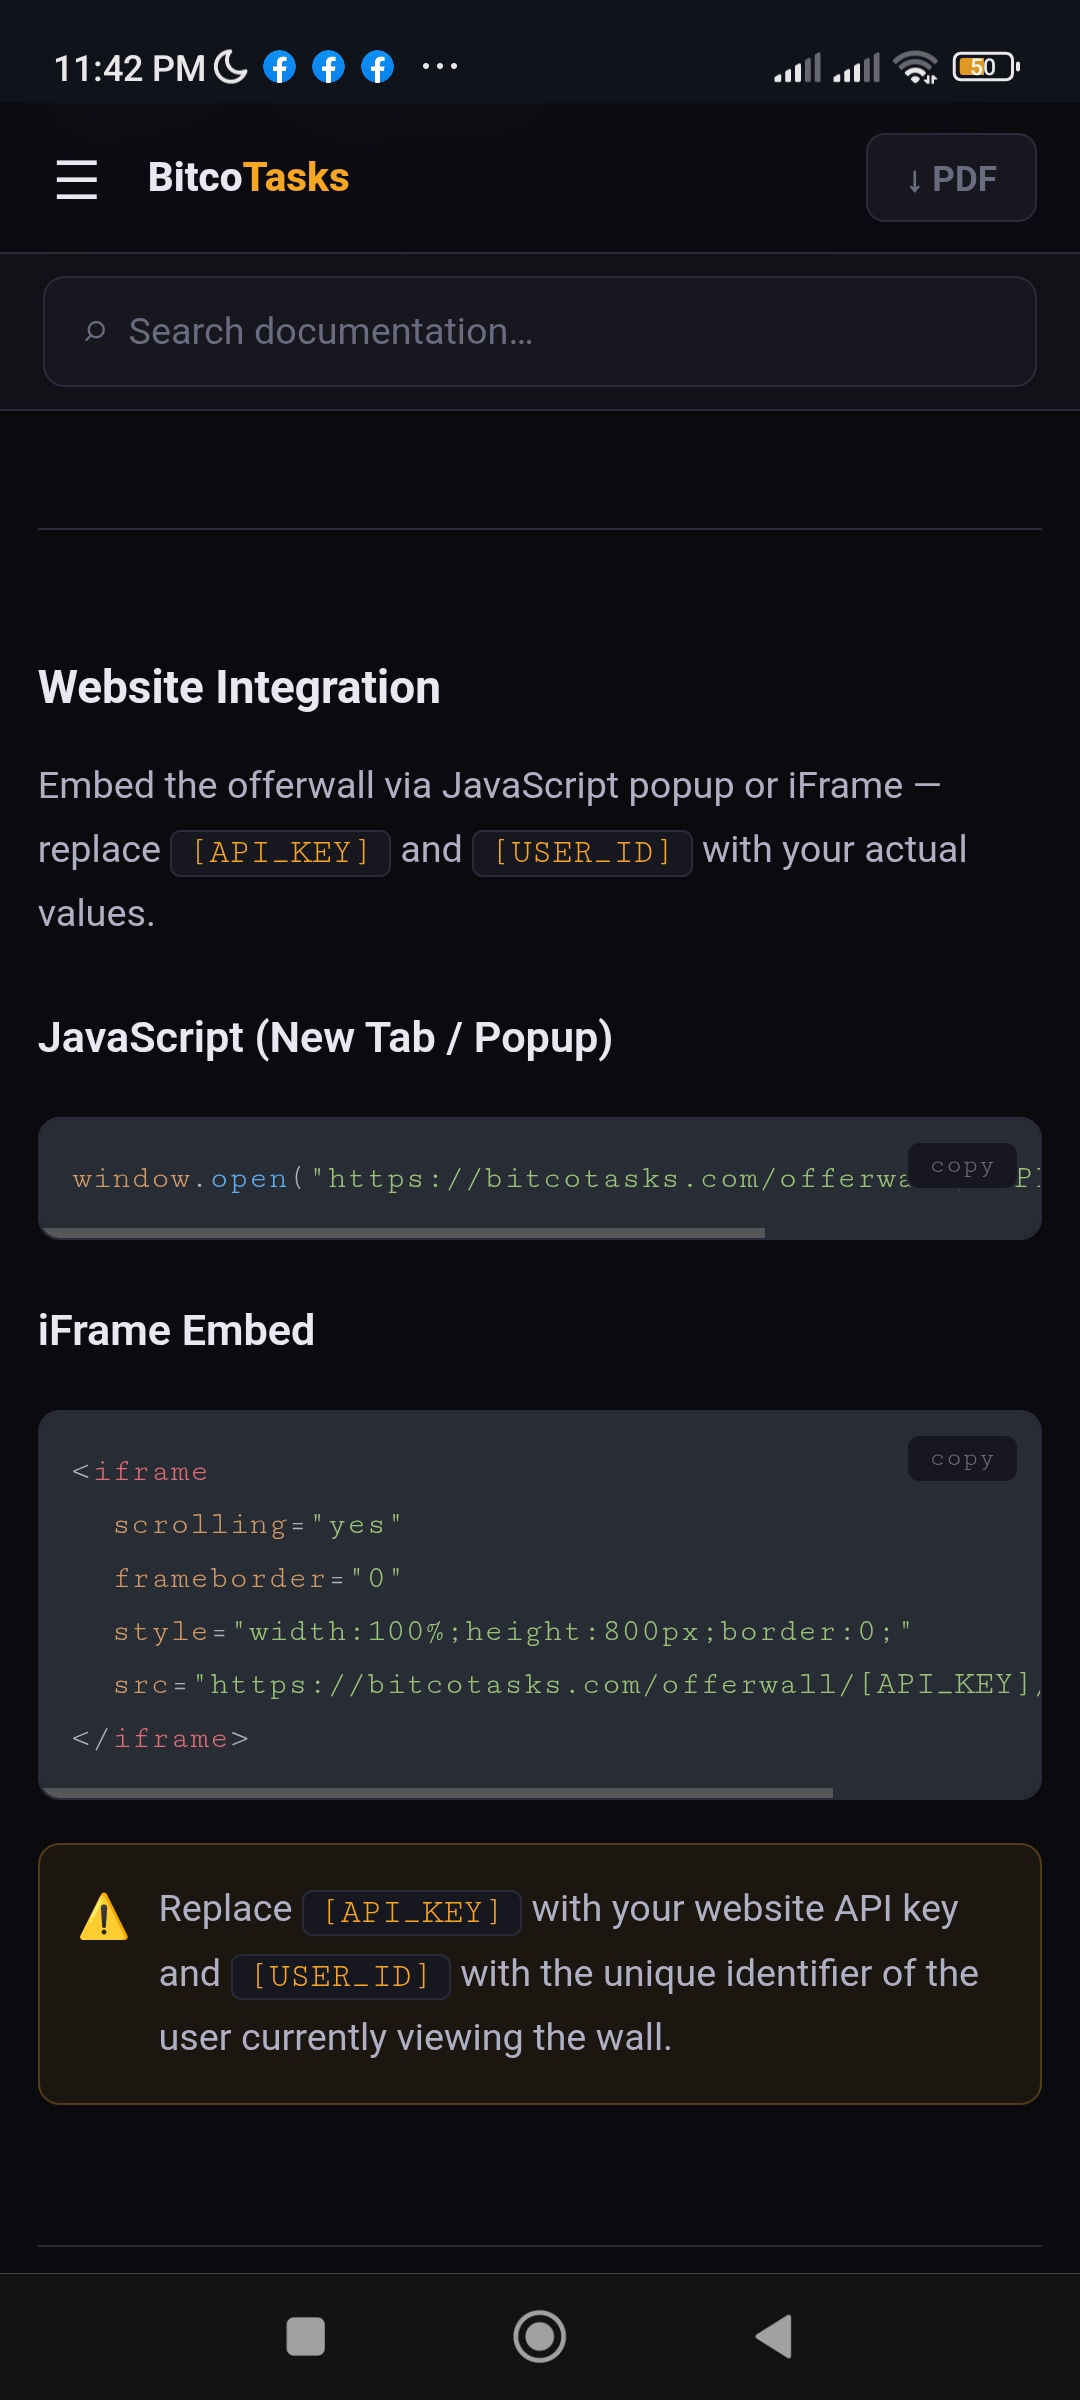 11:42 PM
50
BitcoTasks
↓ PDF
Search documentation...
Website Integration
Embed the offerwall via JavaScript popup or iFrame —
replace [API_KEY] and [USER_ID] with your actual
values.
JavaScript (New Tab / Popup)
copy
window.open("https://bitcotasks.com/offerwa
iFrame Embed
copy
<iframe
scrolling="yes"
frameborder="0"
style="width:100%;height:800px;border:0;"
src="https://bitcotasks.com/offerwall/[API_KEY]/
</iframe>
⚠️ Replace [API_KEY] with your website API key
and [USER_ID] with the unique identifier of the
user currently viewing the wall.